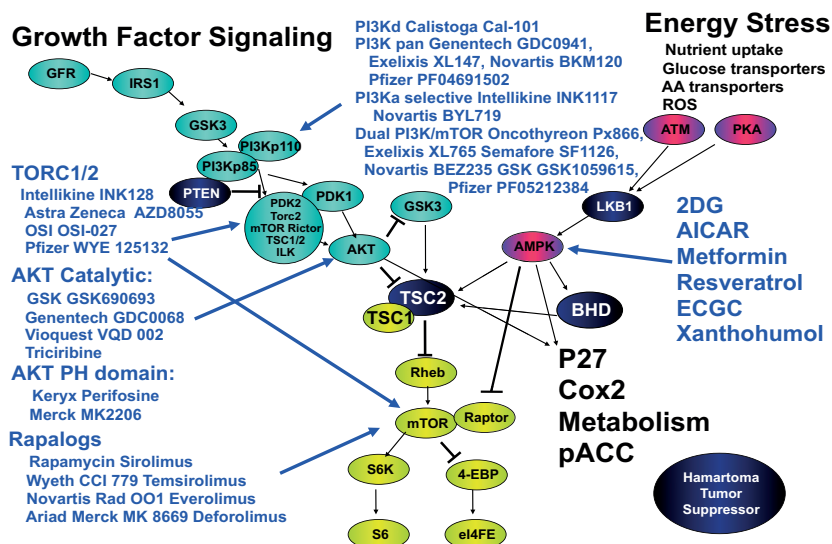 Growth Factor Signaling
GFR
IRS1
GSK3
PI3Kp110
PI3Kp85
PTEN
PDK2
Torc2
mTOR Rictor
TSC1/2
ILK
PDK1
AKT
GSK3
TSC2
TSC1
Rheb
mTOR
Raptor
S6K
4-EBP
S6
eI4FE
PI3Kd Calistoga Cal-101
PI3K pan Genentech GDC0941,
Exelixis XL147, Novartis BKM120
Pfizer PF04691502
PI3Ka selective Intellikine INK1117
Novartis BYL719
Dual PI3K/mTOR Oncothyreon Px866,
Exelixis XL765 Semafore SF1126,
Novartis BEZ235 GSK GSK1059615,
Pfizer PF05212384
Energy Stress
Nutrient uptake
Glucose transporters
AA transporters
ROS
ATM
PKA
LKB1
AMPK
BHD
2DG
AICAR
Metformin
Resveratrol
ECGC
Xanthohumol
P27
Cox2
Metabolism
pACC
TORC1/2
Intellikine INK128
Astra Zeneca AZD8055
OSI OSI-027
Pfizer WYE 125132
AKT Catalytic:
GSK GSK690693
Genentech GDC0068
Vioquest VQD 002
Triciribine
AKT PH domain:
Keryx Perifosine
Merck MK2206
Rapalogs
Rapamycin Sirolimus
Wyeth CCI 779 Temsirolimus
Novartis Rad OO1 Everolimus
Ariad Merck MK 8669 Deforolimus
Hamartoma
Tumor
Suppressor